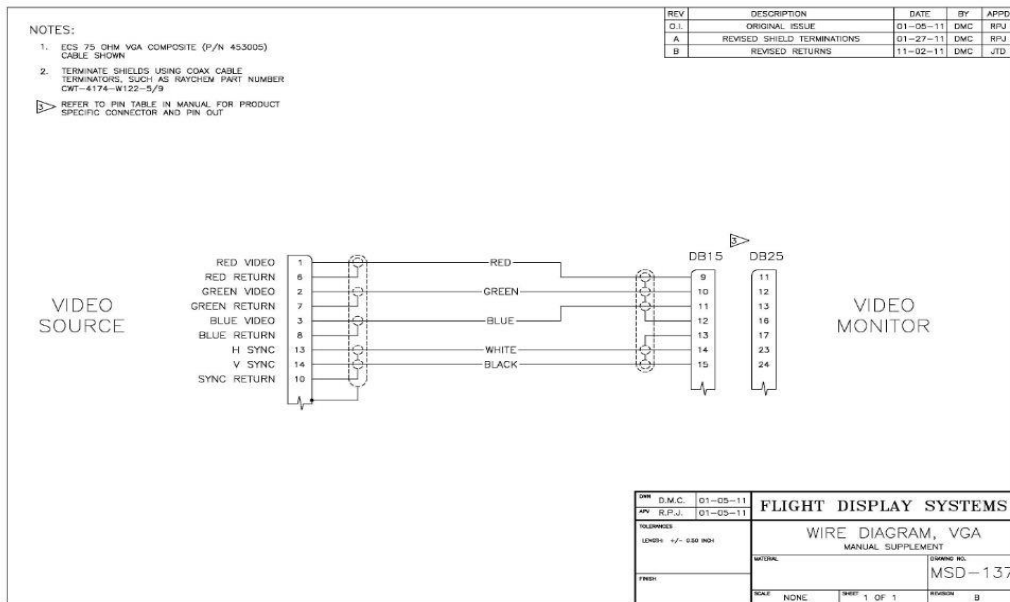 NOTES:
1. ECS 75 OHM VGA COMPOSITE (P/N 453005)
CABLE SHOWN
2. TERMINATE SHIELDS USING COAX CABLE
TERMINATORS, SUCH AS RAYCHEM PART NUMBER
CWT-4174-W122-5/9
3 REFER TO PIN TABLE IN MANUAL FOR PRODUCT
SPECIFIC CONNECTOR AND PIN OUT
REV DESCRIPTION DATE BY APPD
O.I. ORIGINAL ISSUE 01-05-11 DMC RPJ
A REVISED SHIELD TERMINATIONS 01-27-11 DMC RPJ
B REVISED RETURNS 11-02-11 DMC JTD
VIDEO
SOURCE
RED VIDEO 1
RED RETURN 6
GREEN VIDEO 2
GREEN RETURN 7
BLUE VIDEO 3
BLUE RETURN 8
H SYNC 13
V SYNC 14
SYNC RETURN 10
RED
GREEN
BLUE
WHITE
BLACK
3
DB15 DB25
9 11
10 12
11 13
12 16
13 17
14 23
15 24
VIDEO
MONITOR
DWN D.M.C. 01-05-11
APV R.P.J. 01-05-11
TOLERANCES
LENGTH: +/- 0.50 INCH
FINISH
FLIGHT DISPLAY SYSTEMS
WIRE DIAGRAM, VGA
MANUAL SUPPLEMENT
MATERIAL
DRAWING NO.
MSD-137
SCALE NONE SHEET 1 OF 1 REVISION B